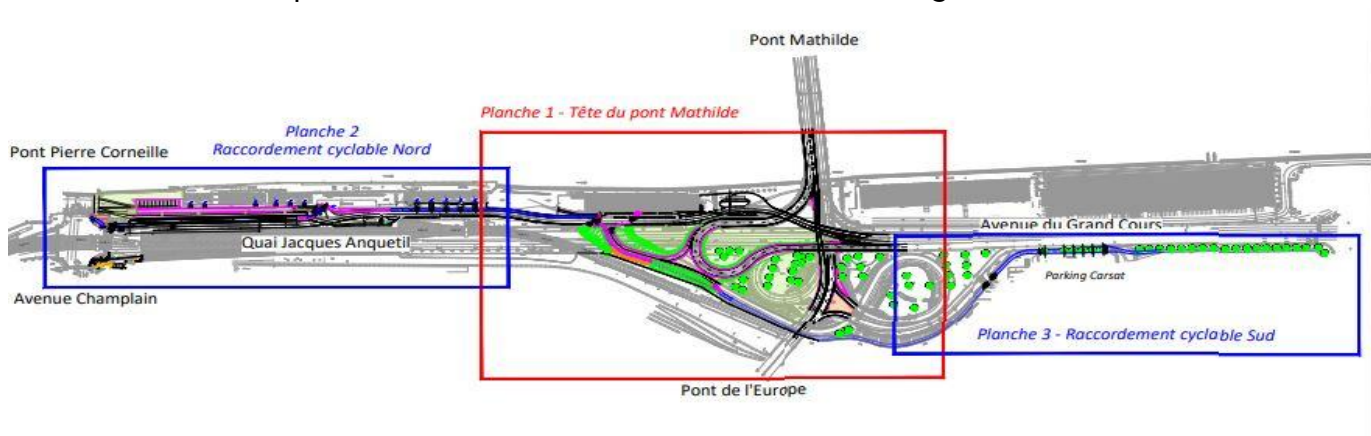 Pont Mathilde
Planche 1 - Tête du pont Mathilde
Planche 2
Raccordement cyclable Nord
Pont Pierre Corneille
Avenue du Grand Cours
Quai Jacques Anquetil
Parking Carsat
Avenue Champlain
Planche 3 - Raccordement cyclable Sud
Pont de l'Europe